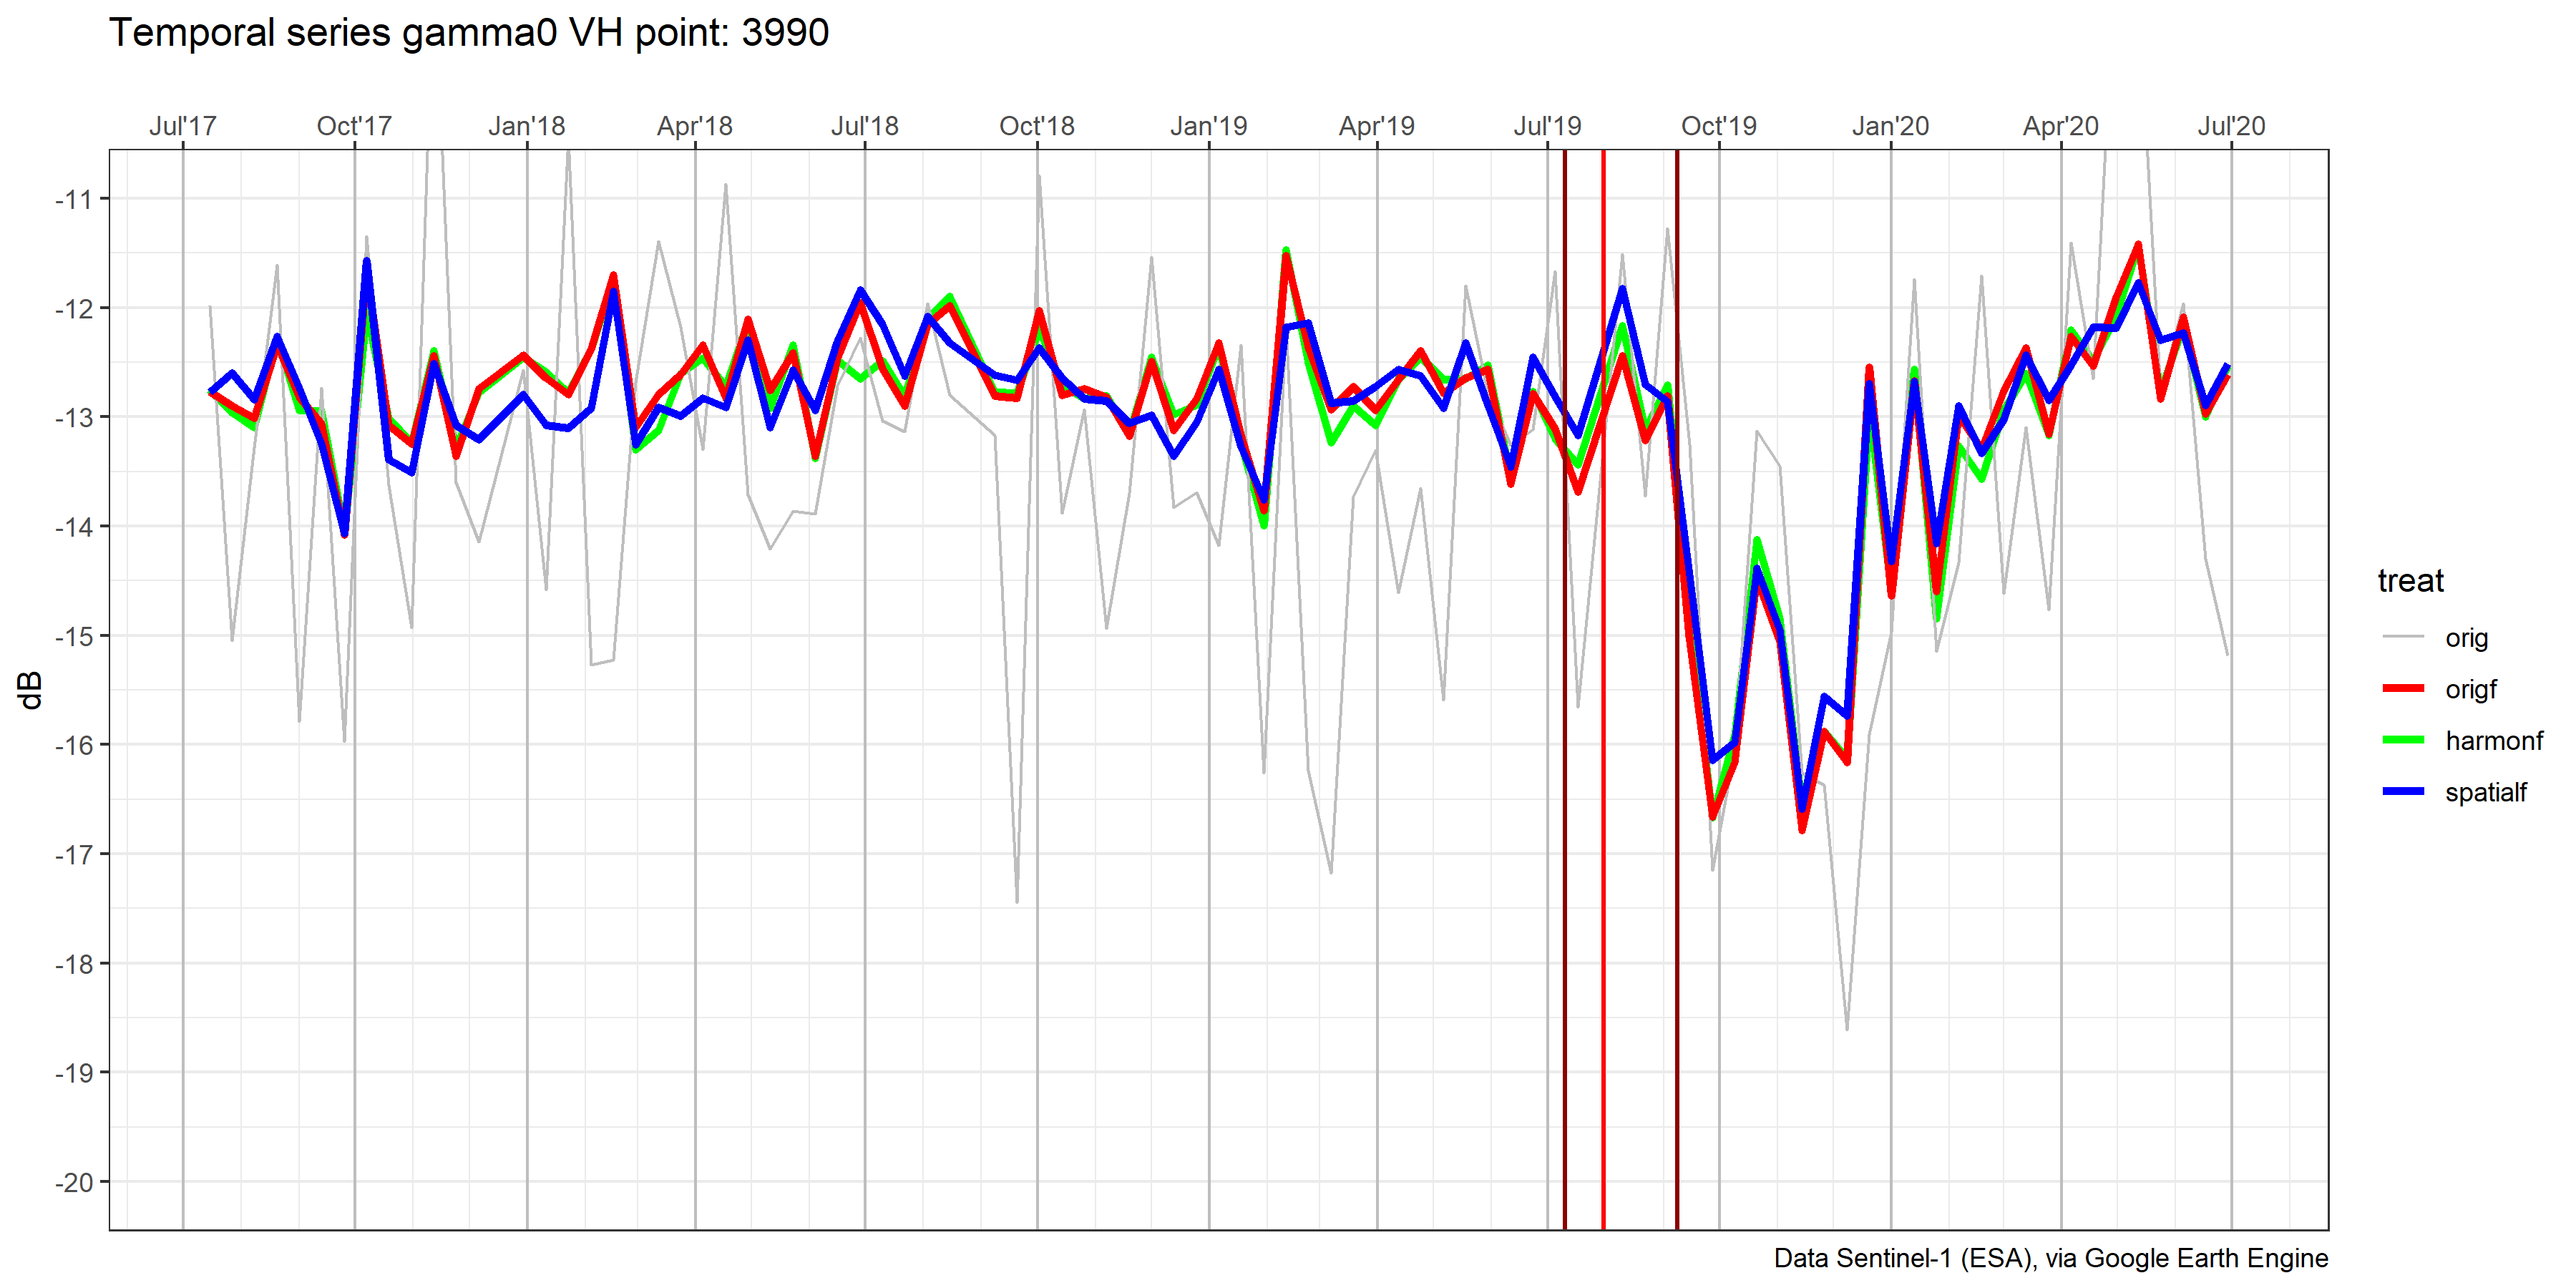 Temporal series gamma0 VH point: 3990
Jul'17 Oct'17 Jan'18 Apr'18 Jul'18 Oct'18 Jan'19 Apr'19 Jul'19 Oct'19 Jan'20 Apr'20 Jul'20
-11
-12
-13
-14
-15
-16
-17
-18
-19
-20
dB
treat
orig
origf
harmonf
spatialf
Data Sentinel-1 (ESA), via Google Earth Engine